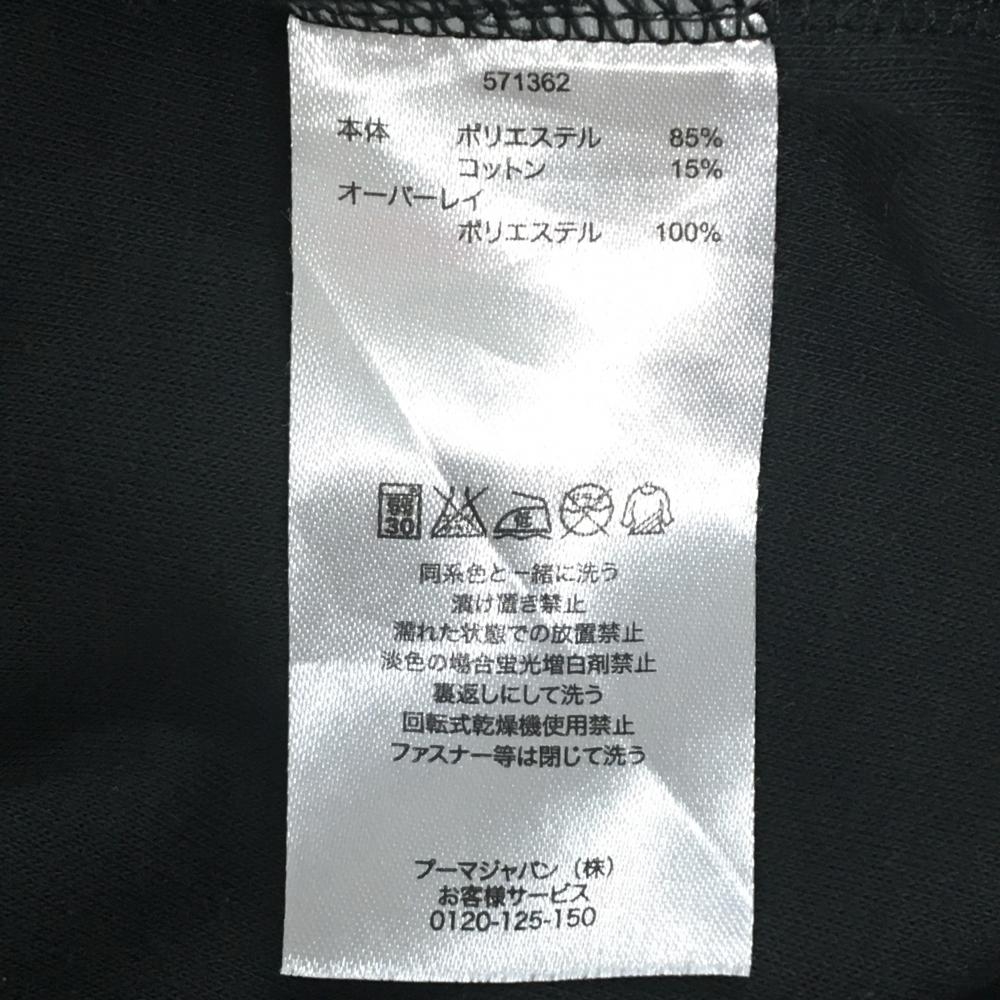 571362
本体 ポリエステル 85%
コットン 15%
オーバーレイ
ポリエステル 100%
30
低
同系色と一緒に洗う
漬け置き禁止
濡れた状態での放置禁止
淡色の場合蛍光増白剤禁止
裏返しにして洗う
回転式乾燥機使用禁止
ファスナー等は閉じて洗う
プーマジャパン（株）
お客様サービス
0120-125-150